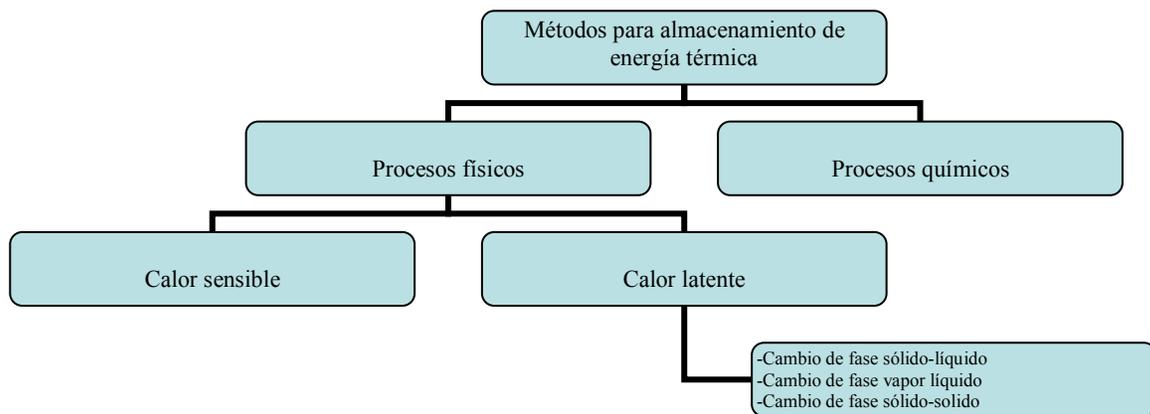 Métodos para almacenamiento de
energía térmica
Procesos físicos
Procesos químicos
Calor sensible
Calor latente
-Cambio de fase sólido-líquido
-Cambio de fase vapor líquido
-Cambio de fase sólido-solido